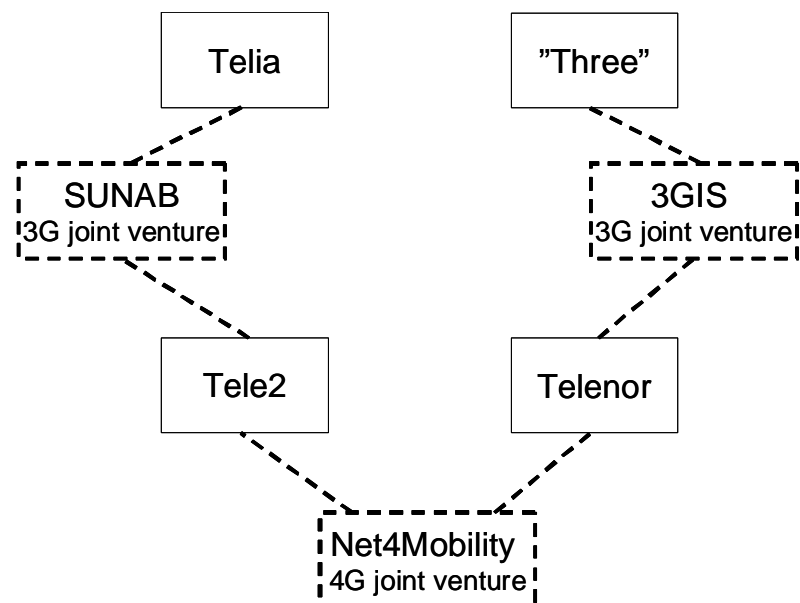 Telia
”Three”
SUNAB
3G joint venture
3GIS
3G joint venture
Tele2
Telenor
Net4Mobility
4G joint venture